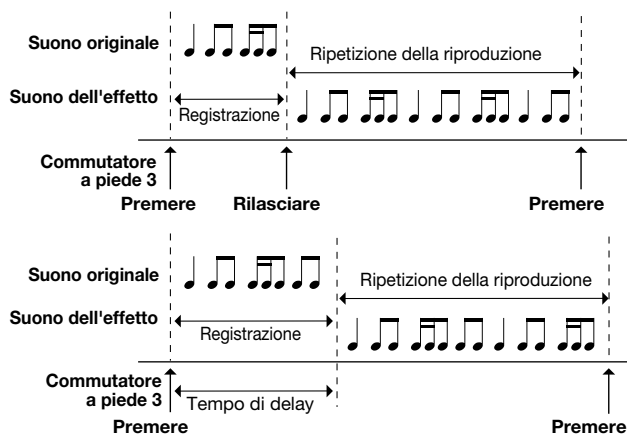 Suono originale
Ripetizione della riproduzione
Suono dell'effetto
Registrazione
Commutatore
a piede 3
Premere Rilasciare Premere
Suono originale
Ripetizione della riproduzione
Suono dell'effetto
Registrazione
Commutatore
a piede 3
Tempo di delay
Premere Premere